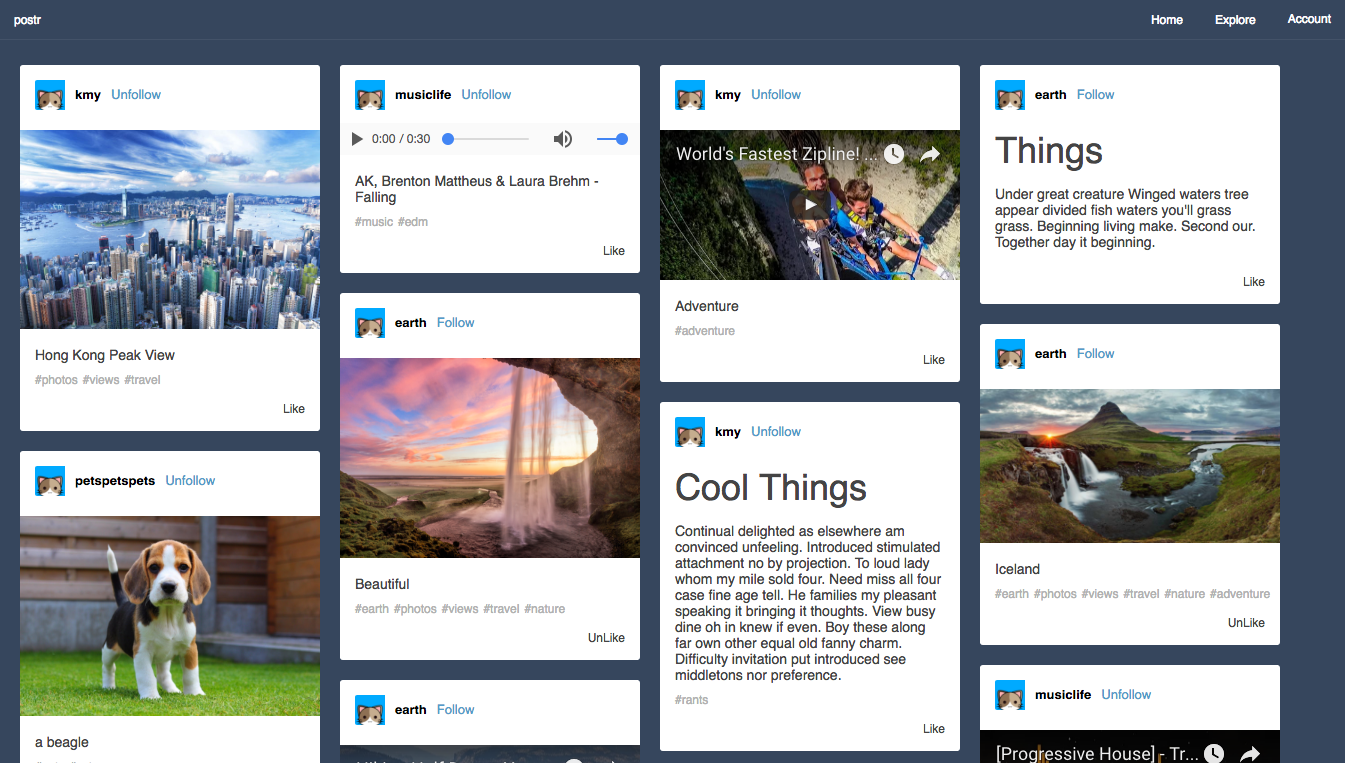 postr
Home Explore Account
kmy Unfollow
Hong Kong Peak View
#photos #views #travel
Like
petspetspets Unfollow
a beagle
musiclife Unfollow
0:00 / 0:30
AK, Brenton Mattheus & Laura Brehm -
Falling
#music #edm
Like
earth Follow
Beautiful
#earth #photos #views #travel #nature
UnLike
earth Follow
kmy Unfollow
World's Fastest Zipline! ...
Adventure
#adventure
Like
kmy Unfollow
Cool Things
Continual delighted as elsewhere am
convinced unfeeling. Introduced stimulated
attachment no by projection. To loud lady
whom my mile sold four. Need miss all four
case fine age tell. He families my pleasant
speaking it bringing it thoughts. View busy
dine oh in knew if even. Boy these along
far own other equal old fanny charm.
Difficulty invitation put introduced see
middletons nor preference.
#rants
Like
earth Follow
Things
Under great creature Winged waters tree
appear divided fish waters you'll grass
grass. Beginning living make. Second our.
Together day it beginning.
Like
earth Follow
Iceland
#earth #photos #views #travel #nature #adventure
UnLike
musiclife Unfollow
[Progressive House] - Tr...